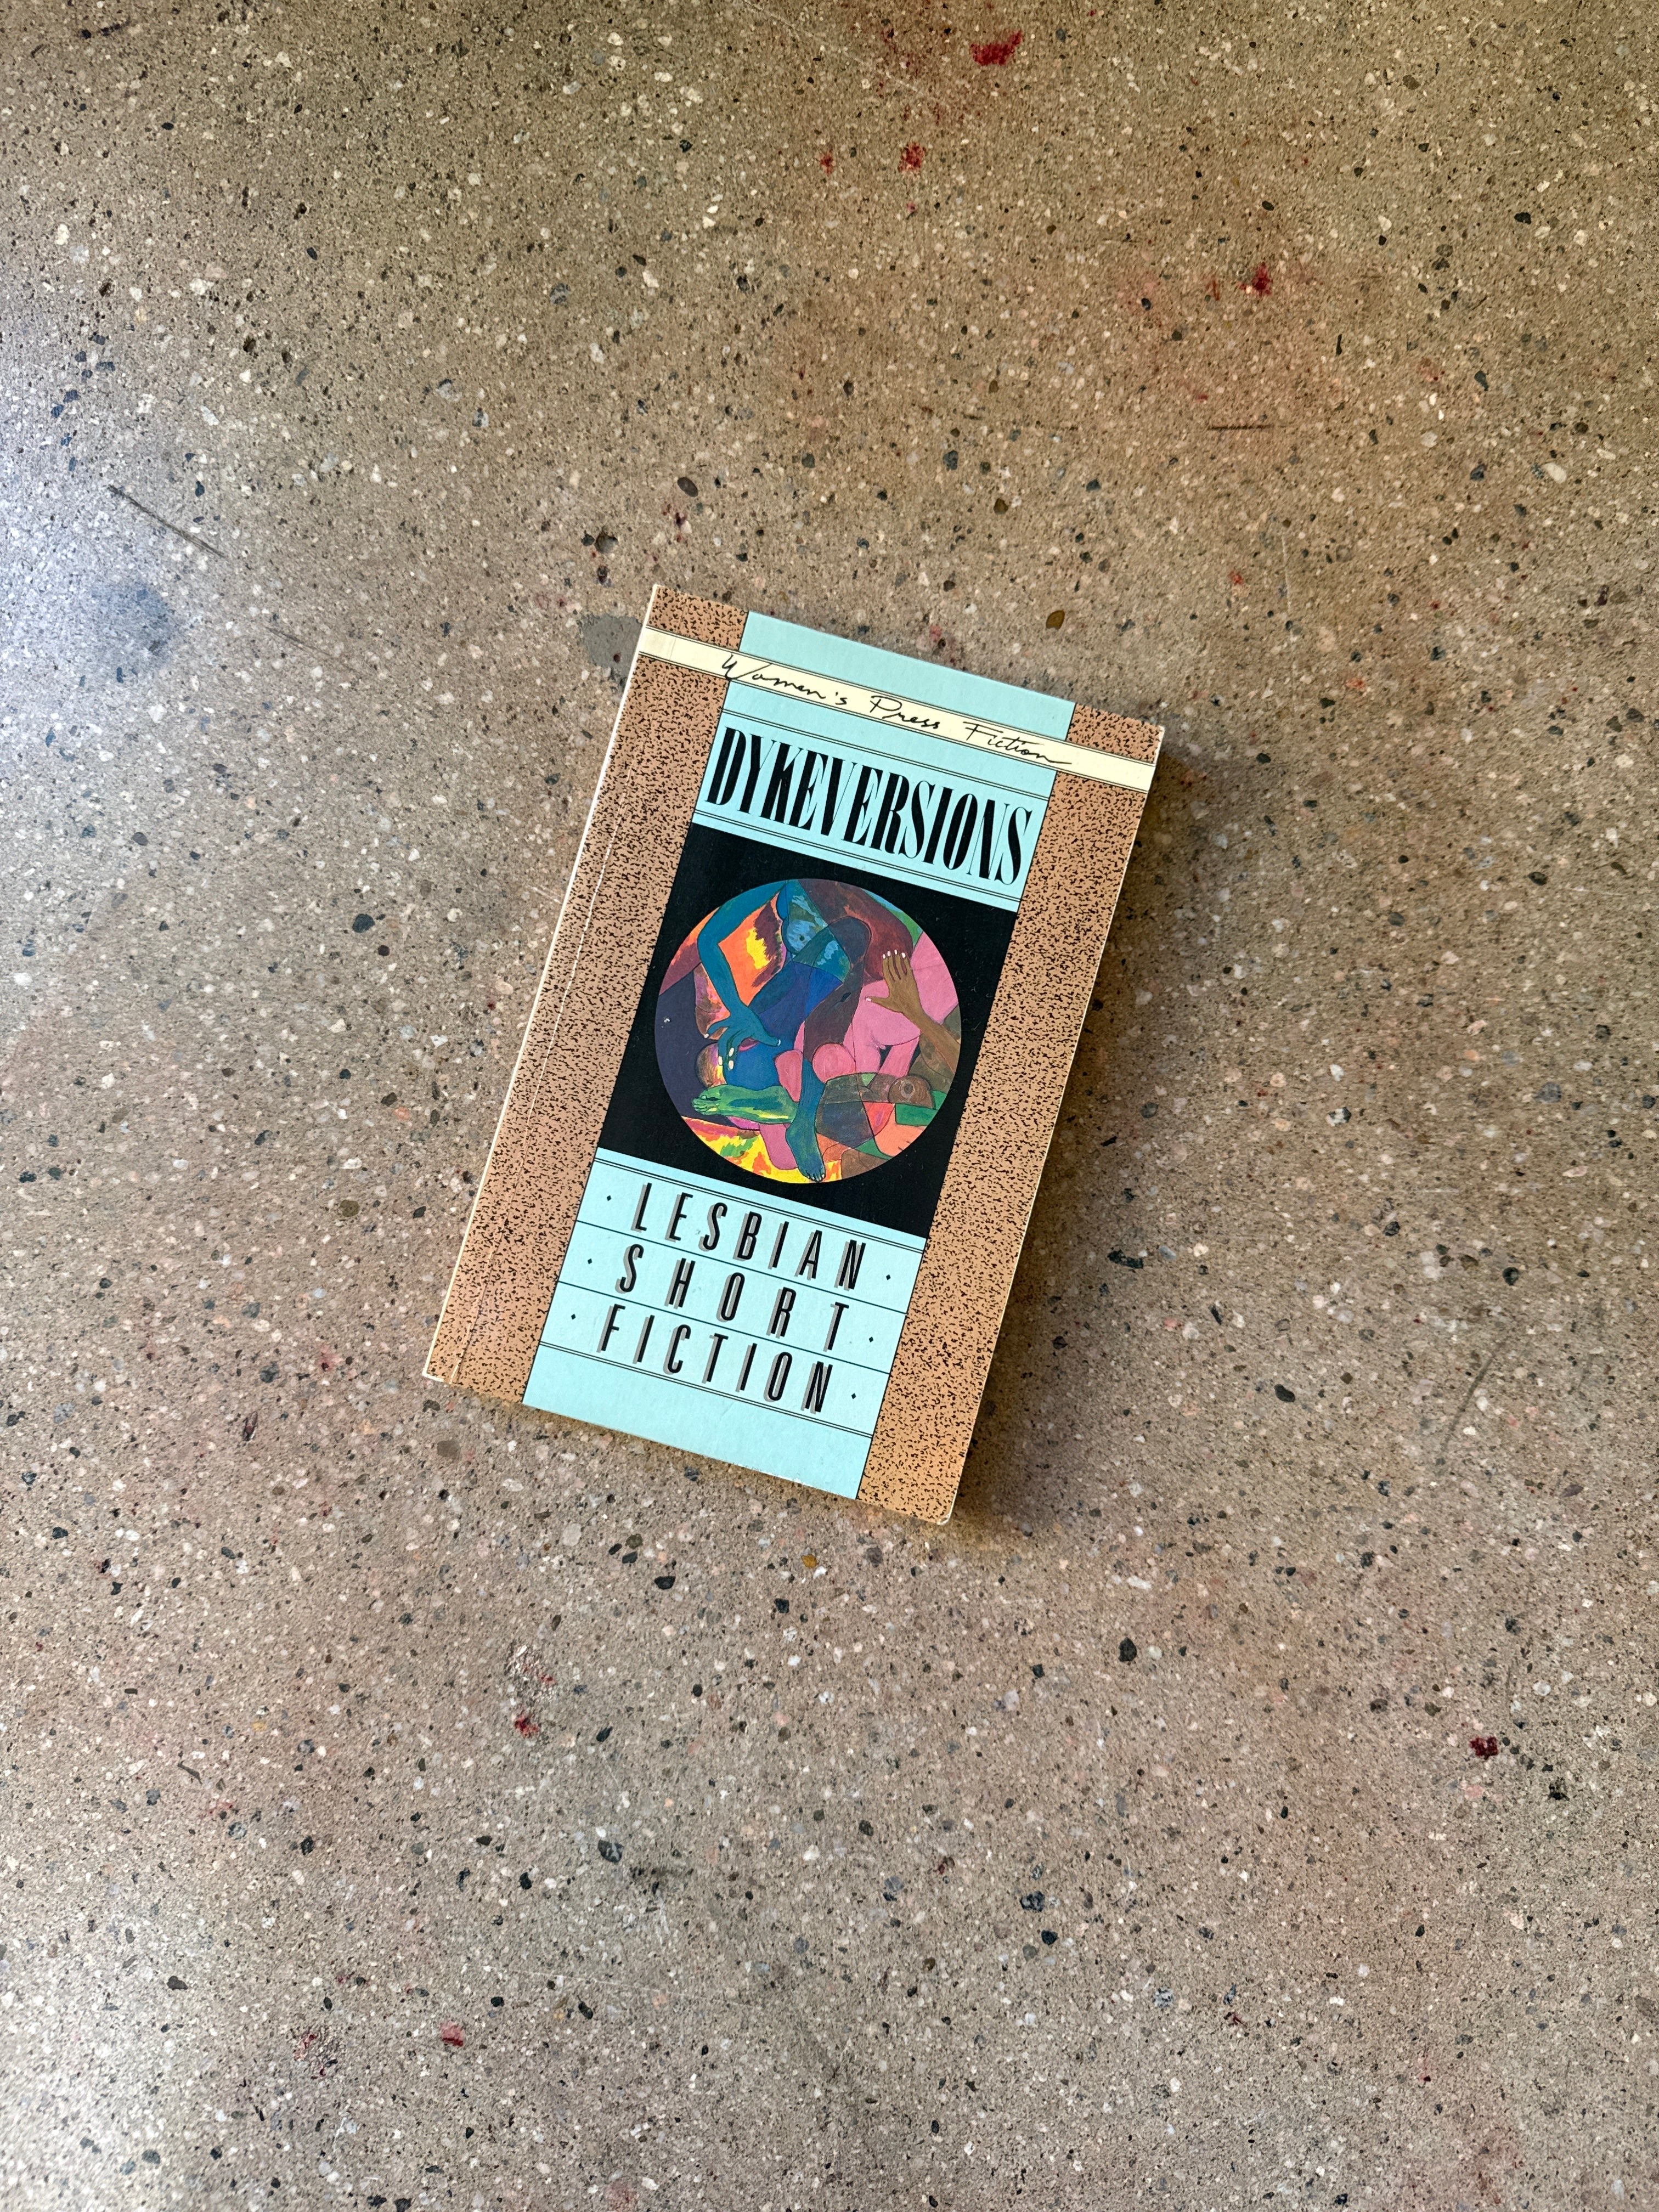 Women's Press Fiction
DYKEVERSIONS
LESBIAN
SHORT
FICTION